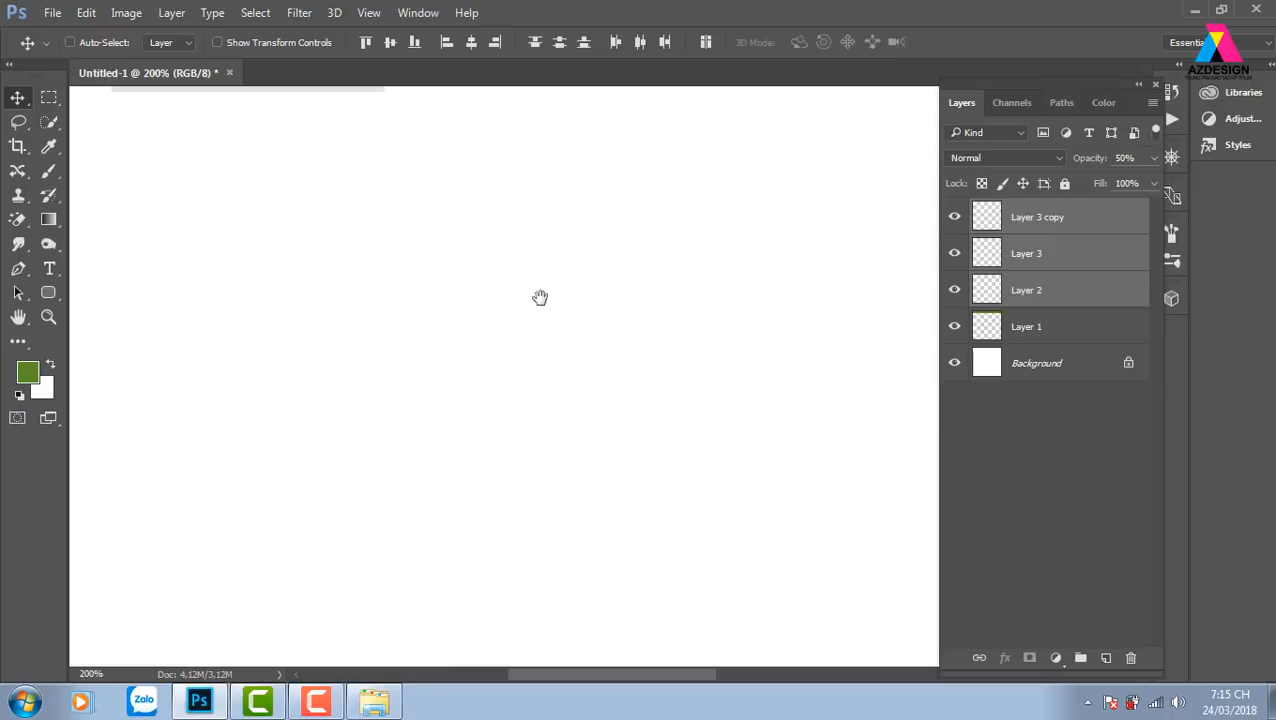 Ps File Edit Image Layer Type Select Filter 3D View Window Help
Auto-Select: Layer Show Transform Controls 3D Mode: Essentia
AZDESIGN
Untitled-1 @ 200% (RGB/8) * ×
Layers Channels Paths Color
Libraries
Kind
Adjust...
Normal Opacity: 50%
Styles
Lock: Fill: 100%
Layer 3 copy
Layer 3
Layer 2
Layer 1
Background
200% Doc: 4,12M/3,12M
Zalo Ps
7:15 CH
24/03/2018